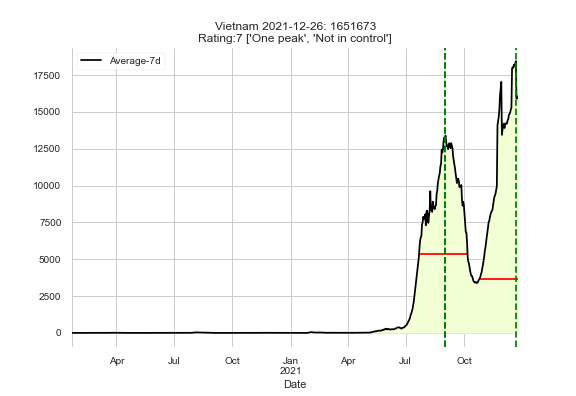 Vietnam 2021-12-26: 1651673
Rating:7 ['One peak', 'Not in control']
Average-7d
17500
15000
12500
10000
7500
5000
2500
0
Apr
Jul
Oct
Jan
2021
Apr
Jul
Oct
Date